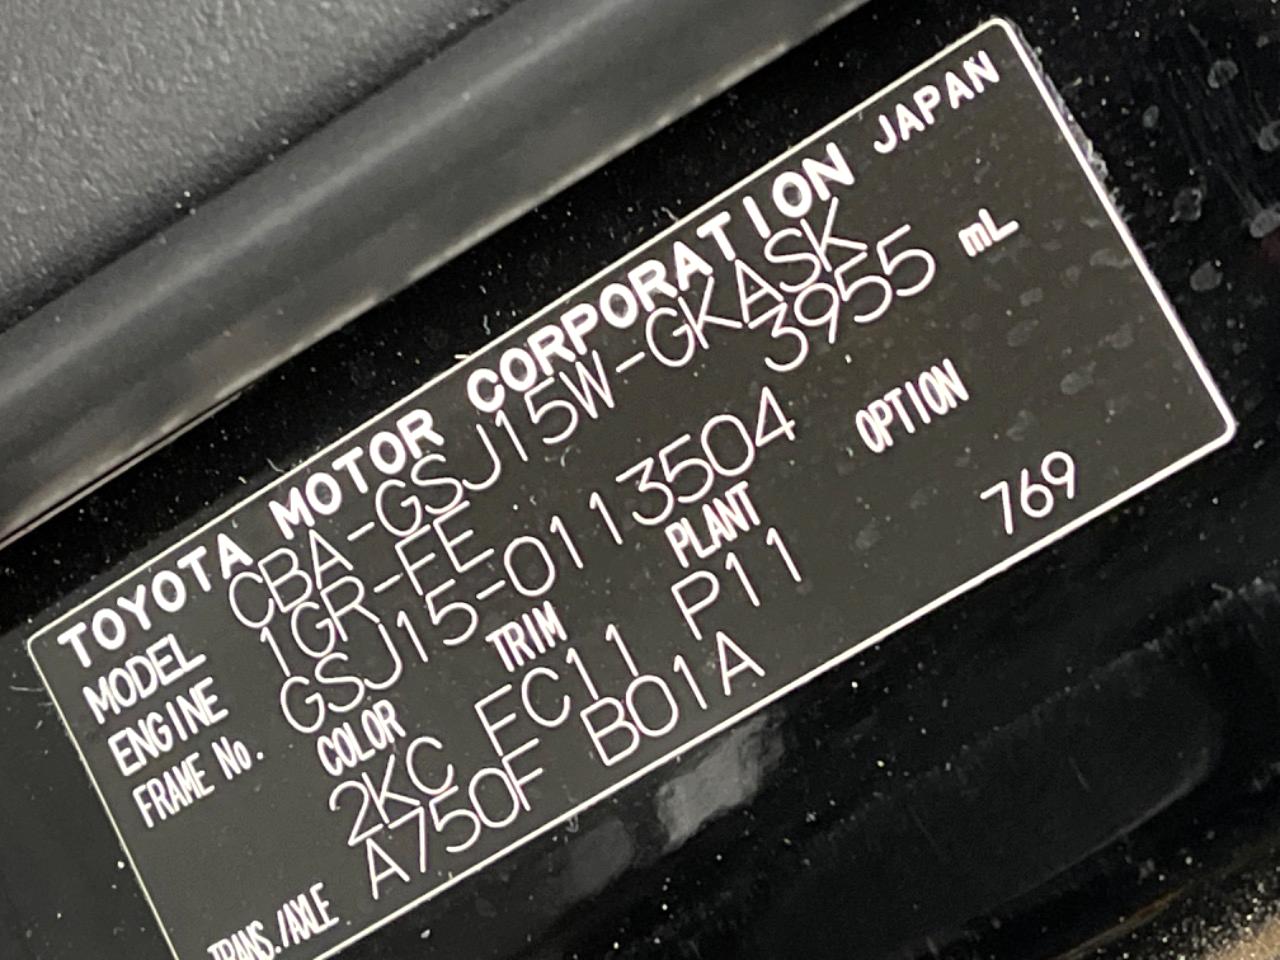 TOYOTA MOTOR CORPORATION JAPAN
MODEL CBA-GSJ15W-GKASK
ENGINE 1GR-FE 3955 mL
FRAME No. GSJ15-0113504
COLOR TRIM PLANT OPTION
2KC FC11 P11 769
TRANS./AXLE A750F B01A